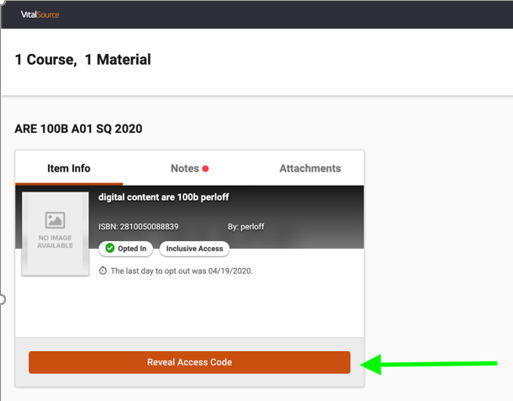 VitalSource
1 Course, 1 Material
ARE 100B A01 SQ 2020
Item Info Notes Attachments
digital content are 100b perloff
NO IMAGE
AVAILABLE
ISBN: 2810050088839 By: perloff
Opted In Inclusive Access
The last day to opt out was 04/19/2020.
Reveal Access Code